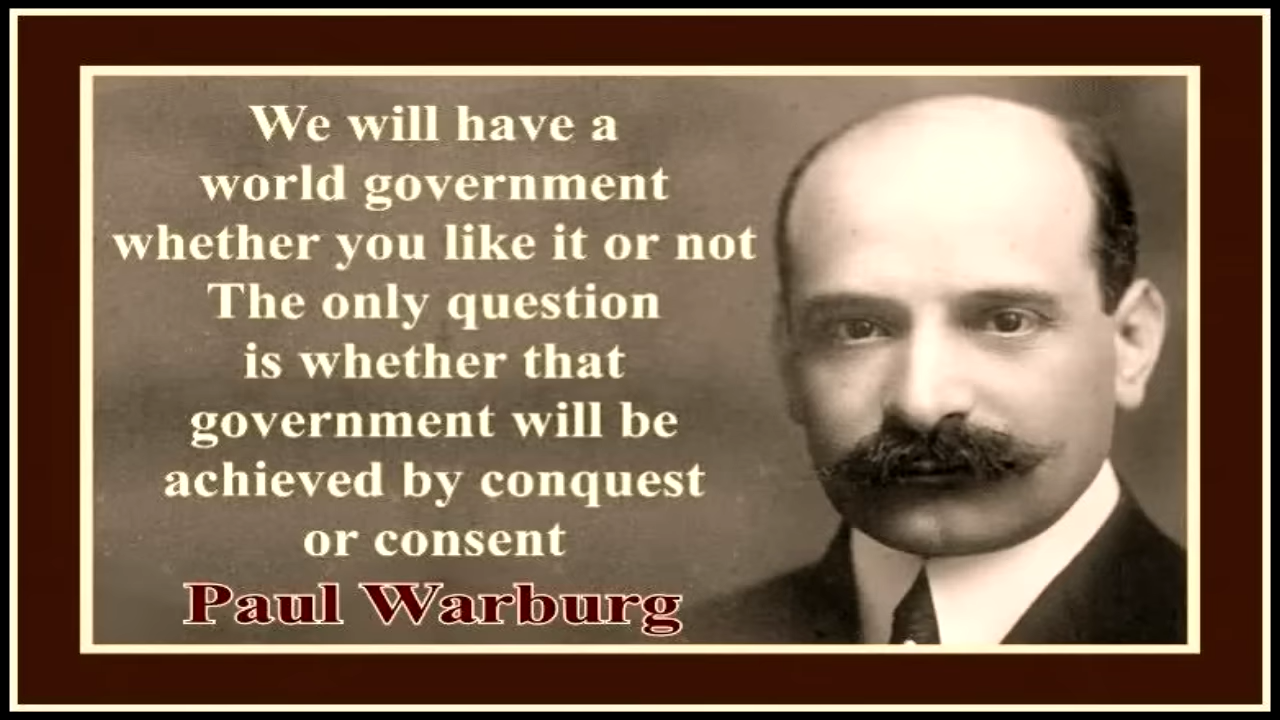 We will have a
world government
whether you like it or not
The only question
is whether that
government will be
achieved by conquest
or consent
Paul Warburg